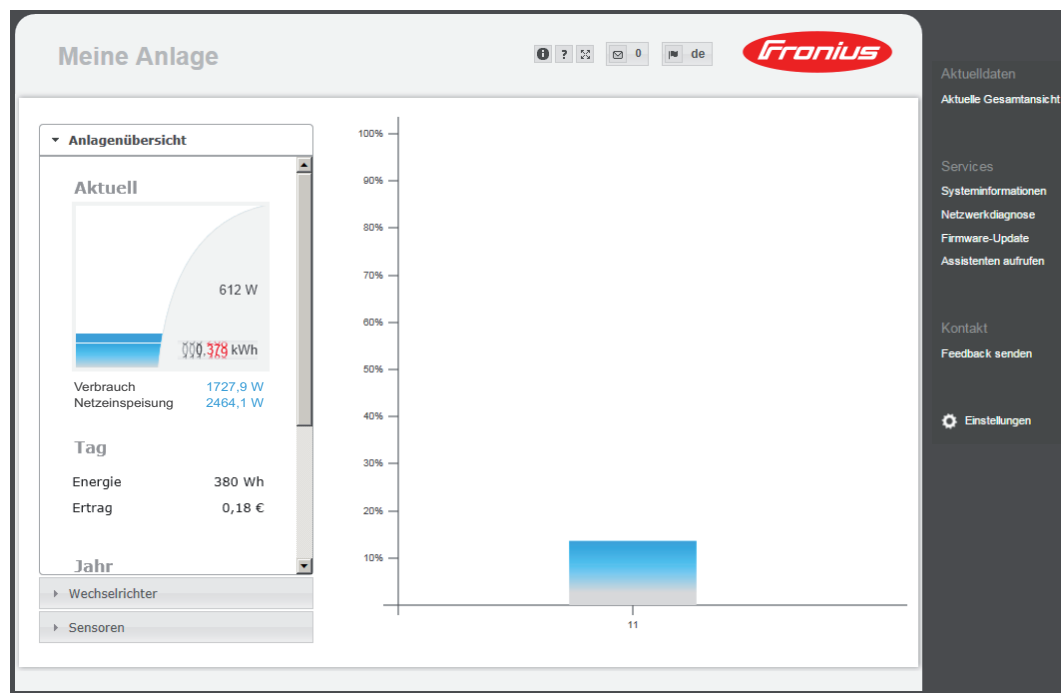 Meine Anlage
0
de
Fronius
Anlagenübersicht
Aktuell
612 W
000.379 kWh
Verbrauch 1727,9 W
Netzeinspeisung 2464,1 W
Tag
Energie 380 Wh
Ertrag 0,18 €
Jahr
Wechselrichter
Sensoren
100%
90%
80%
70%
60%
50%
40%
30%
20%
10%
11
Aktuelldaten
Aktuelle Gesamtansicht
Services
Systeminformationen
Netzwerkdiagnose
Firmware-Update
Assistenten aufrufen
Kontakt
Feedback senden
Einstellungen